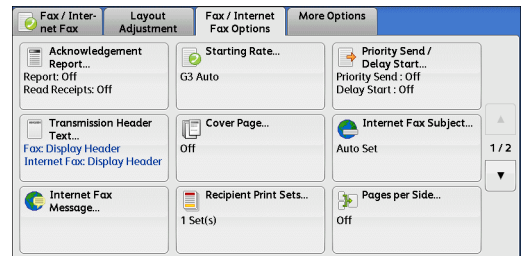 Fax / Inter-
net Fax
Layout
Adjustment
Fax / Internet
Fax Options
More Options
Acknowledgement
Report...
Report: Off
Read Receipts: Off
Starting Rate...
G3 Auto
Priority Send /
Delay Start...
Priority Send : Off
Delay Start : Off
Transmission Header
Text...
Fax: Display Header
Internet Fax: Display Header
Cover Page...
Off
Internet Fax Subject...
Auto Set
1 / 2
Internet Fax
Message...
Recipient Print Sets...
1 Set(s)
Pages per Side...
Off